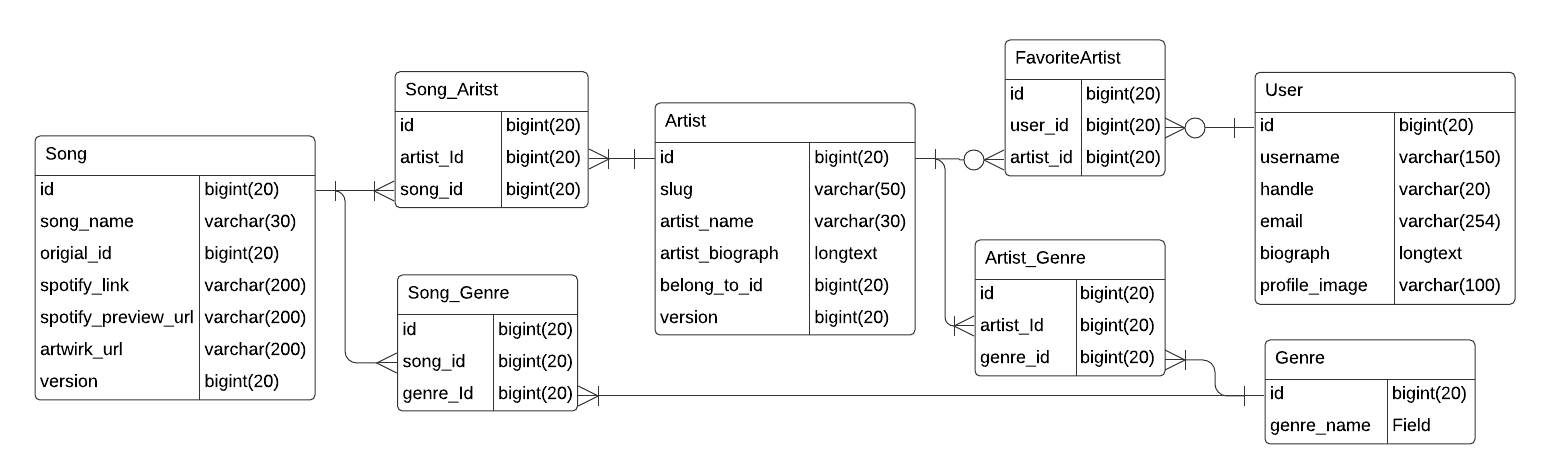 Song
id bigint(20)
song_name varchar(30)
origial_id bigint(20)
spotify_link varchar(200)
spotify_preview_url varchar(200)
artwirk_url varchar(200)
version bigint(20)
Song_Aritst
id bigint(20)
artist_Id bigint(20)
song_id bigint(20)
Song_Genre
id bigint(20)
song_id bigint(20)
genre_Id bigint(20)
Artist
id bigint(20)
slug varchar(50)
artist_name varchar(30)
artist_biograph longtext
belong_to_id bigint(20)
version bigint(20)
FavoriteArtist
id bigint(20)
user_id bigint(20)
artist_id bigint(20)
Artist_Genre
id bigint(20)
artist_Id bigint(20)
genre_id bigint(20)
User
id bigint(20)
username varchar(150)
handle varchar(20)
email varchar(254)
biograph longtext
profile_image varchar(100)
Genre
id bigint(20)
genre_name Field